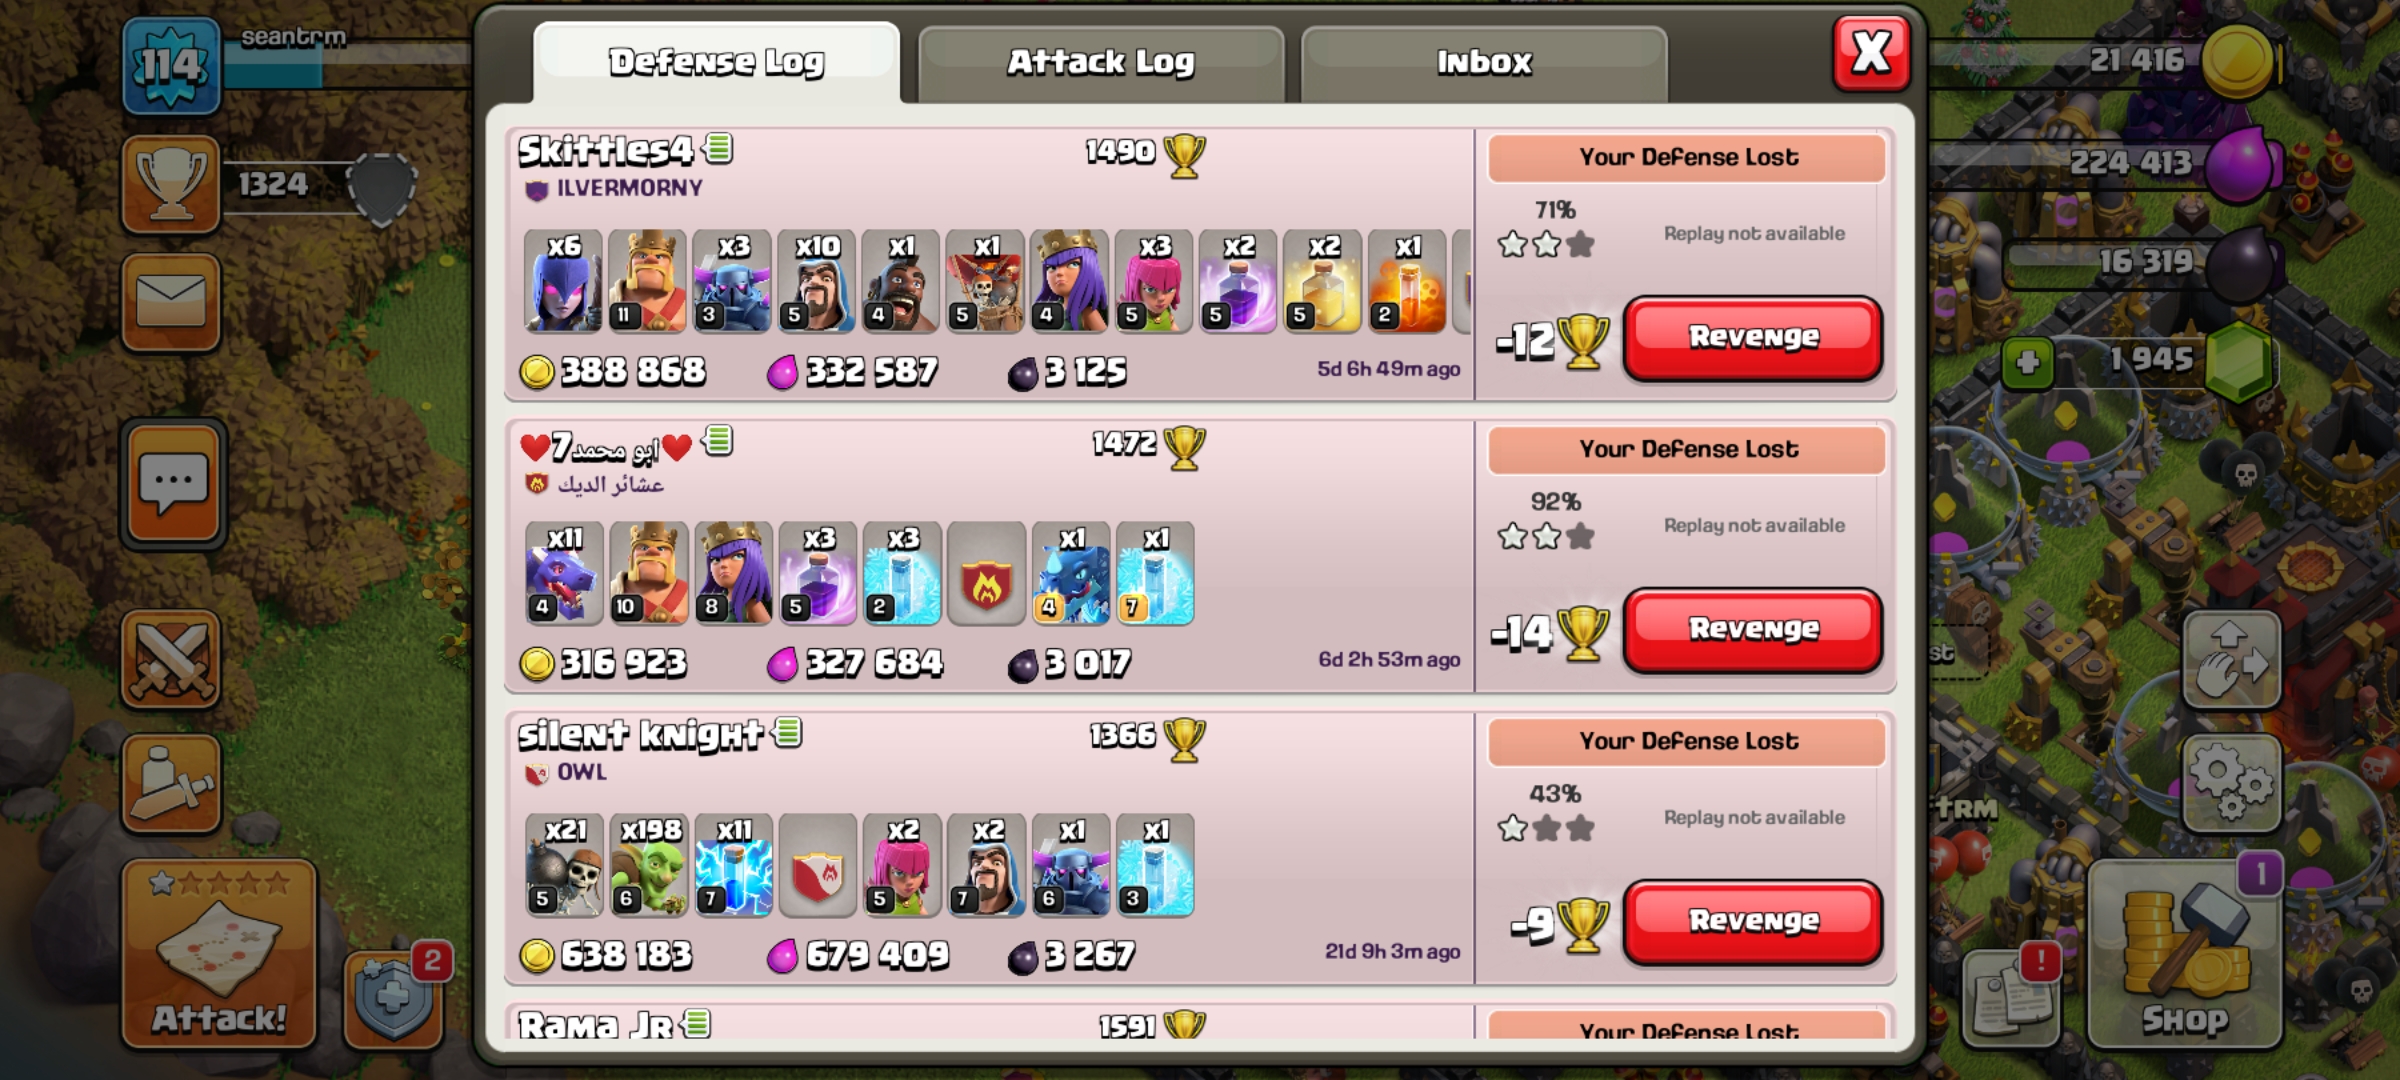 114
seantrm
1324
Defense Log
Attack Log
Inbox
X
21 416
224 413
16 319
1 945
Skittles4
1490
ILVERMORNY
x6
x3
x10
x1
x1
x3
x2
x2
x1
11
3
5
4
5
4
5
5
5
2
388 868
332 587
3 125
5d 6h 49m ago
Your Defense Lost
71%
Replay not available
-12
Revenge
❤️7ابو محمد❤️
1472
عشائر الديك
x11
x3
x3
x1
x1
4
10
8
5
2
4
7
316 923
327 684
3 017
6d 2h 53m ago
Your Defense Lost
92%
Replay not available
-14
Revenge
silent knight
1366
OWL
x21
x198
x11
x2
x2
x1
x1
5
6
7
5
7
6
3
638 183
679 409
3 267
21d 9h 3m ago
Your Defense Lost
43%
Replay not available
-9
Revenge
Rama Jr
1591
Your Defense Lost
Attack!
2
1
!
Shop